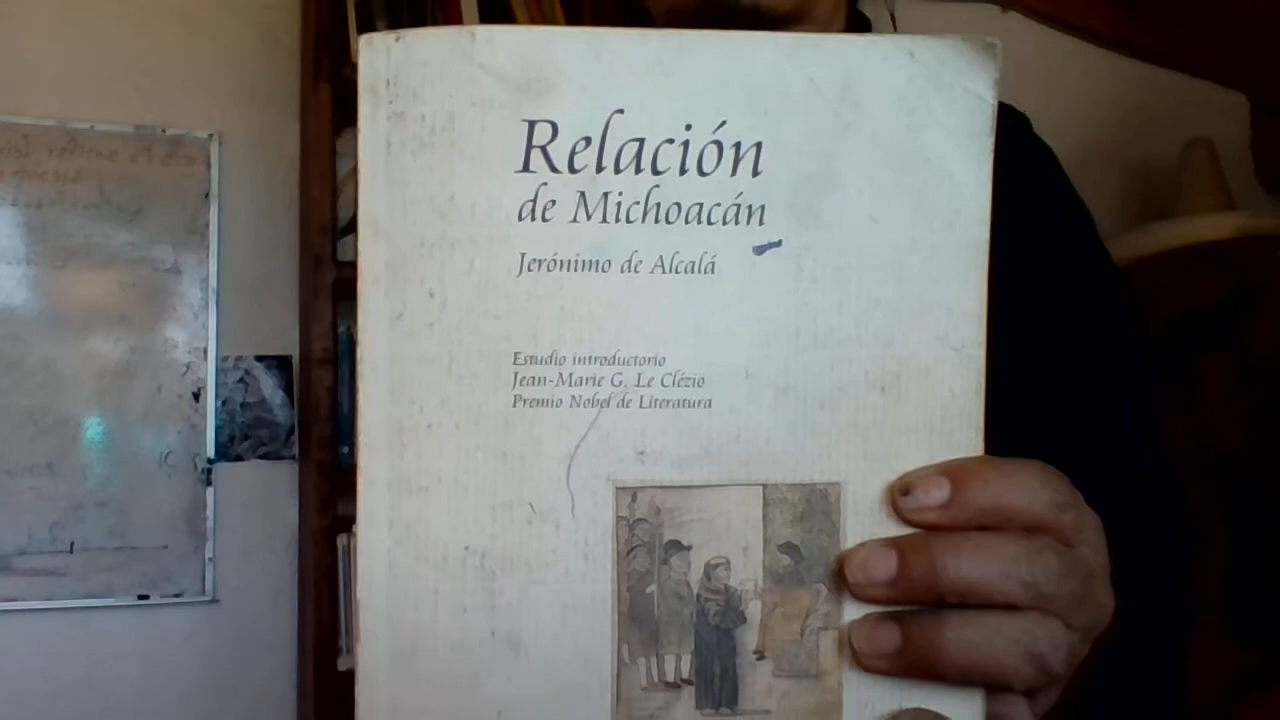 Relación
de Michoacán
Jerónimo de Alcalá
Estudio introductorio
Jean-Marie G. Le Clézio
Premio Nobel de Literatura